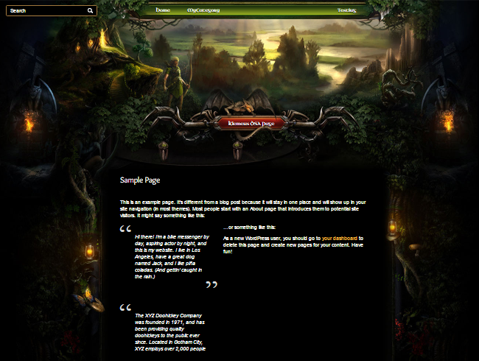 Search
Home MyCategory Testing
Sample Page
This is an example page. It's different from a blog post because it will stay in one place and will show up in your
site navigation (in most themes). Most people start with an About page that introduces them to potential site
visitors. It might say something like this:
Hi there! I'm a bike messenger by
day, aspiring actor by night, and
this is my website. I live in Los
Angeles, have a great dog
named Jack, and I like piña
coladas. (And gettin' caught in
the rain.)
...or something like this:
As a new WordPress user, you should go to your dashboard to
delete this page and create new pages for your content. Have
fun!
The XYZ Doohickey Company
was founded in 1971, and has
been providing quality
doohickeys to the public ever
since. Located in Gotham City,
XYZ employs over 2,000 people